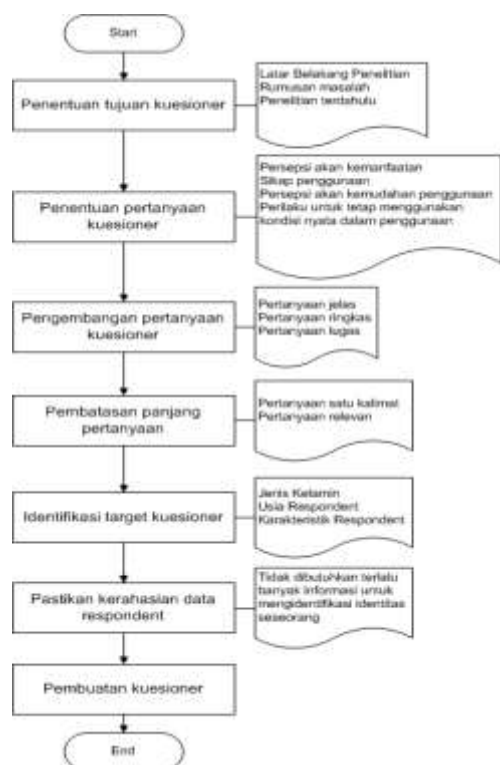 Start
Penentuan tujuan kuesioner
Latar Belakang Penelitian
Rumusan masalah
Penelitian terdahulu
Penentuan pertanyaan
kuesioner
Persepsi akan kemanfaatan
Sikap penggunaan
Persepsi akan kemudahan penggunaan
Perilaku untuk tetap menggunakan
kondisi nyata dalam penggunaan
Pengembangan pertanyaan
kuesioner
Pertanyaan jelas
Pertanyaan ringkas
Pertanyaan lugas
Pembatasan panjang
pertanyaan
Pertanyaan satu kalimat
Pertanyaan relevan
Identifikasi target kuesioner
Jenis Kelamin
Usia Respondent
Karakteristik Respondent
Pastikan kerahasian data
respondent
Tidak dibutuhkan terlalu
banyak informasi untuk
mengidentifikasi identitas
seseorang
Pembuatan kuesioner
End